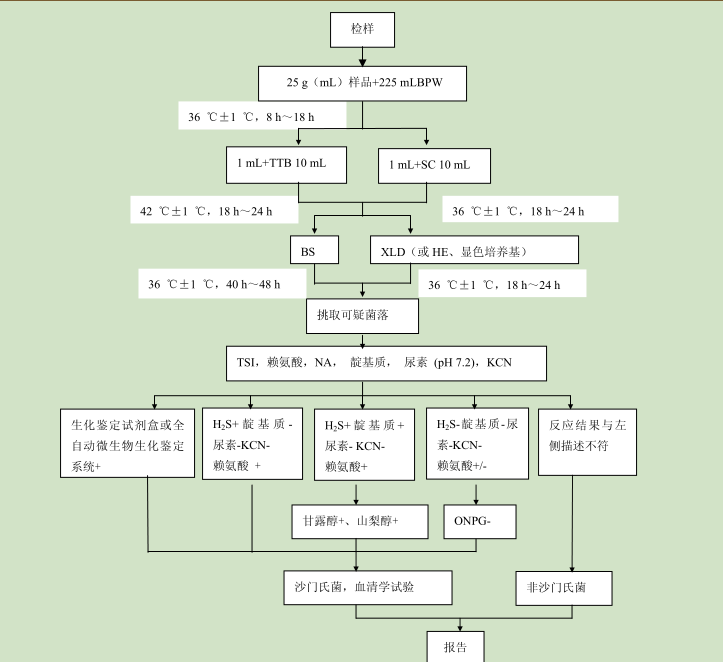 检样
25 g（mL）样品+225 mLBPW
36 ℃±1 ℃，8 h～18 h
1 mL+TTB 10 mL
1 mL+SC 10 mL
42 ℃±1 ℃，18 h～24 h
36 ℃±1 ℃，18 h～24 h
BS
XLD（或 HE、显色培养基）
36 ℃±1 ℃，40 h～48 h
36 ℃±1 ℃，18 h～24 h
挑取可疑菌落
TSI，赖氨酸，NA， 靛基质， 尿素 (pH 7.2)，KCN
生化鉴定试剂盒或全
自动微生物生化鉴定
系统+
H₂S+ 靛 基 质 -
尿素-KCN-
赖氨酸 +
H₂S+ 靛 基 质 +
尿素- KCN-
赖氨酸+
H₂S-靛基质-尿
素-KCN-
赖氨酸+/-
反应结果与左
侧描述不符
甘露醇+、山梨醇+
ONPG-
沙门氏菌，血清学试验
非沙门氏菌
报告